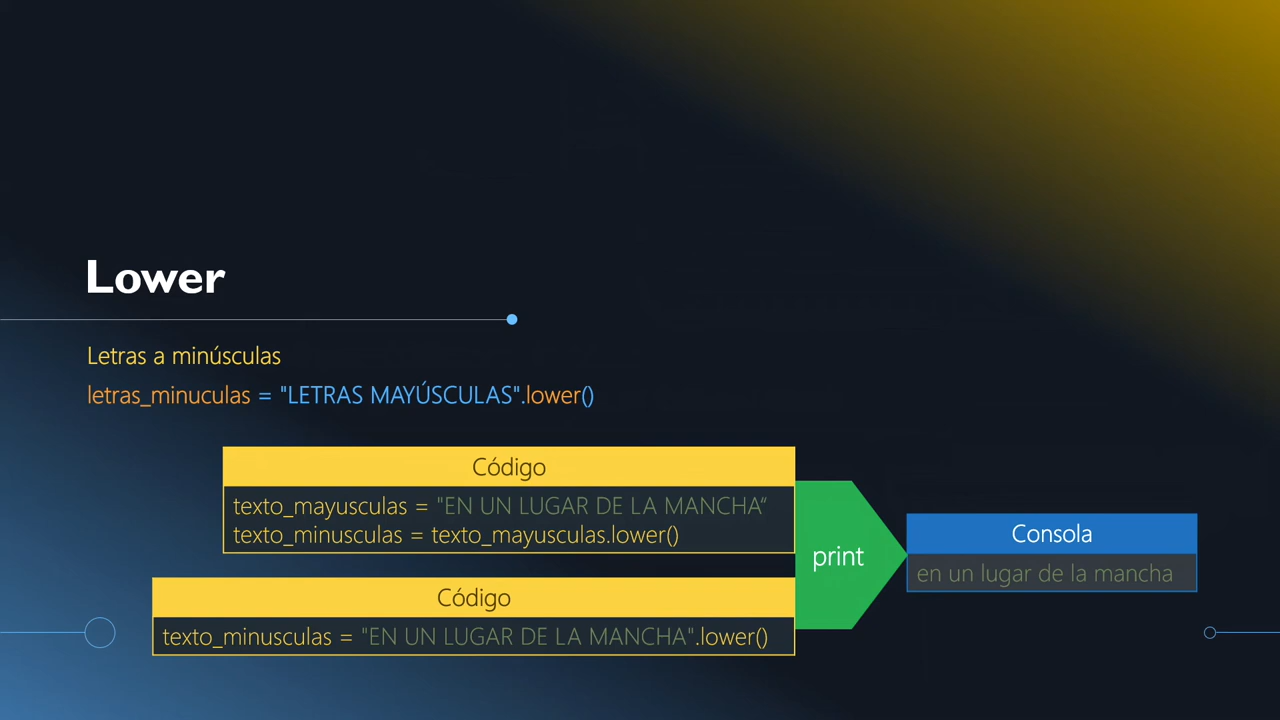 Lower
Letras a minúsculas
letras_minuculas = "LETRAS MAYÚSCULAS".lower()
Código
texto_mayusculas = "EN UN LUGAR DE LA MANCHA“
texto_minusculas = texto_mayusculas.lower()
Código
texto_minusculas = "EN UN LUGAR DE LA MANCHA".lower()
print
Consola
en un lugar de la mancha